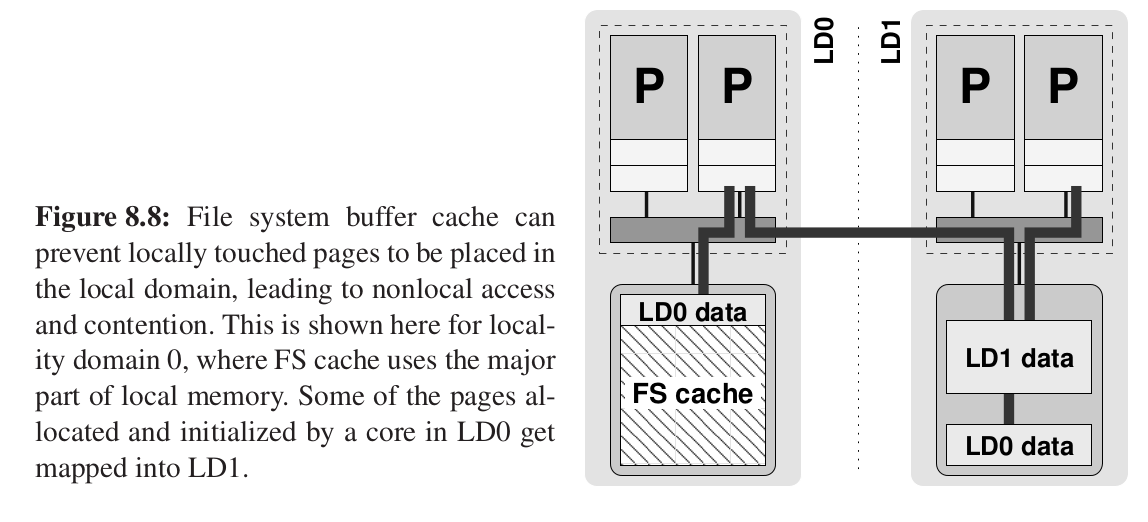 Figure 8.8: File system buffer cache can
prevent locally touched pages to be placed in
the local domain, leading to nonlocal access
and contention. This is shown here for local-
ity domain 0, where FS cache uses the major
part of local memory. Some of the pages al-
located and initialized by a core in LD0 get
mapped into LD1.
P
P
LD0
LD1
P
P
LD0 data
FS cache
LD1 data
LD0 data